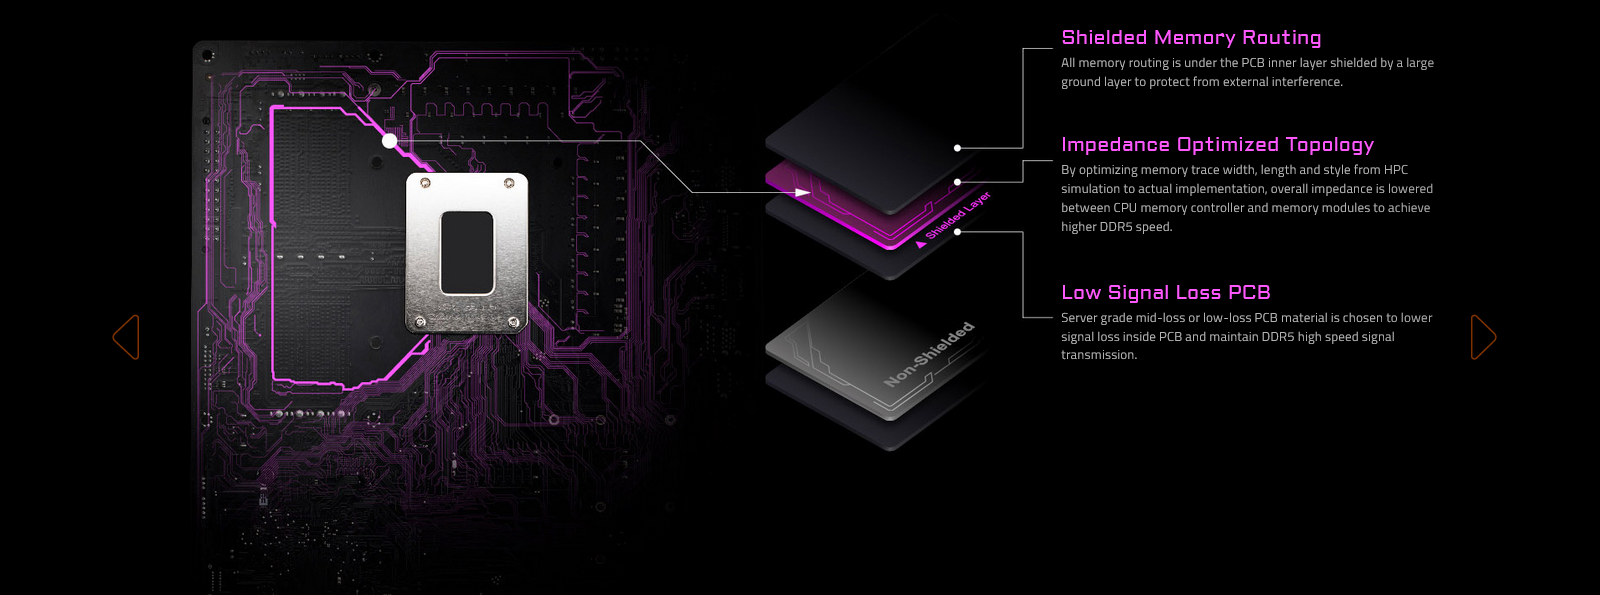 Shielded Memory Routing
All memory routing is under the PCB inner layer shielded by a large
ground layer to protect from external interference.
Impedance Optimized Topology
By optimizing memory trace width, length and style from HPC
simulation to actual implementation, overall impedance is lowered
between CPU memory controller and memory modules to achieve
higher DDR5 speed.
Shielded Layer
Low Signal Loss PCB
Server grade mid-loss or low-loss PCB material is chosen to lower
signal loss inside PCB and maintain DDR5 high speed signal
transmission.
Non-Shielded